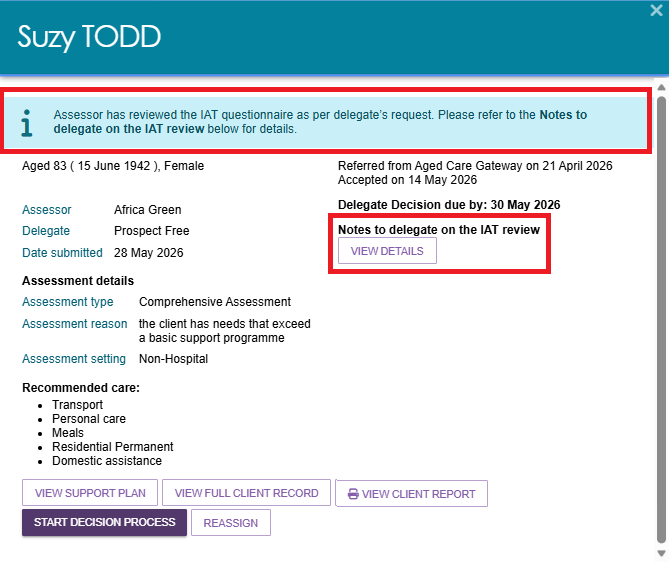 Suzy TODD
Assessor has reviewed the IAT questionnaire as per delegate's request. Please refer to the Notes to
delegate on the IAT review below for details.
Aged 83 ( 15 June 1942 ), Female
Referred from Aged Care Gateway on 21 April 2026
Accepted on 14 May 2026
Delegate Decision due by: 30 May 2026
Assessor Africa Green
Delegate Prospect Free
Date submitted 28 May 2026
Notes to delegate on the IAT review
VIEW DETAILS
Assessment details
Assessment type Comprehensive Assessment
Assessment reason the client has needs that exceed
a basic support programme
Assessment setting Non-Hospital
Recommended care:
• Transport
• Personal care
• Meals
• Residential Permanent
• Domestic assistance
VIEW SUPPORT PLAN VIEW FULL CLIENT RECORD VIEW CLIENT REPORT
START DECISION PROCESS REASSIGN